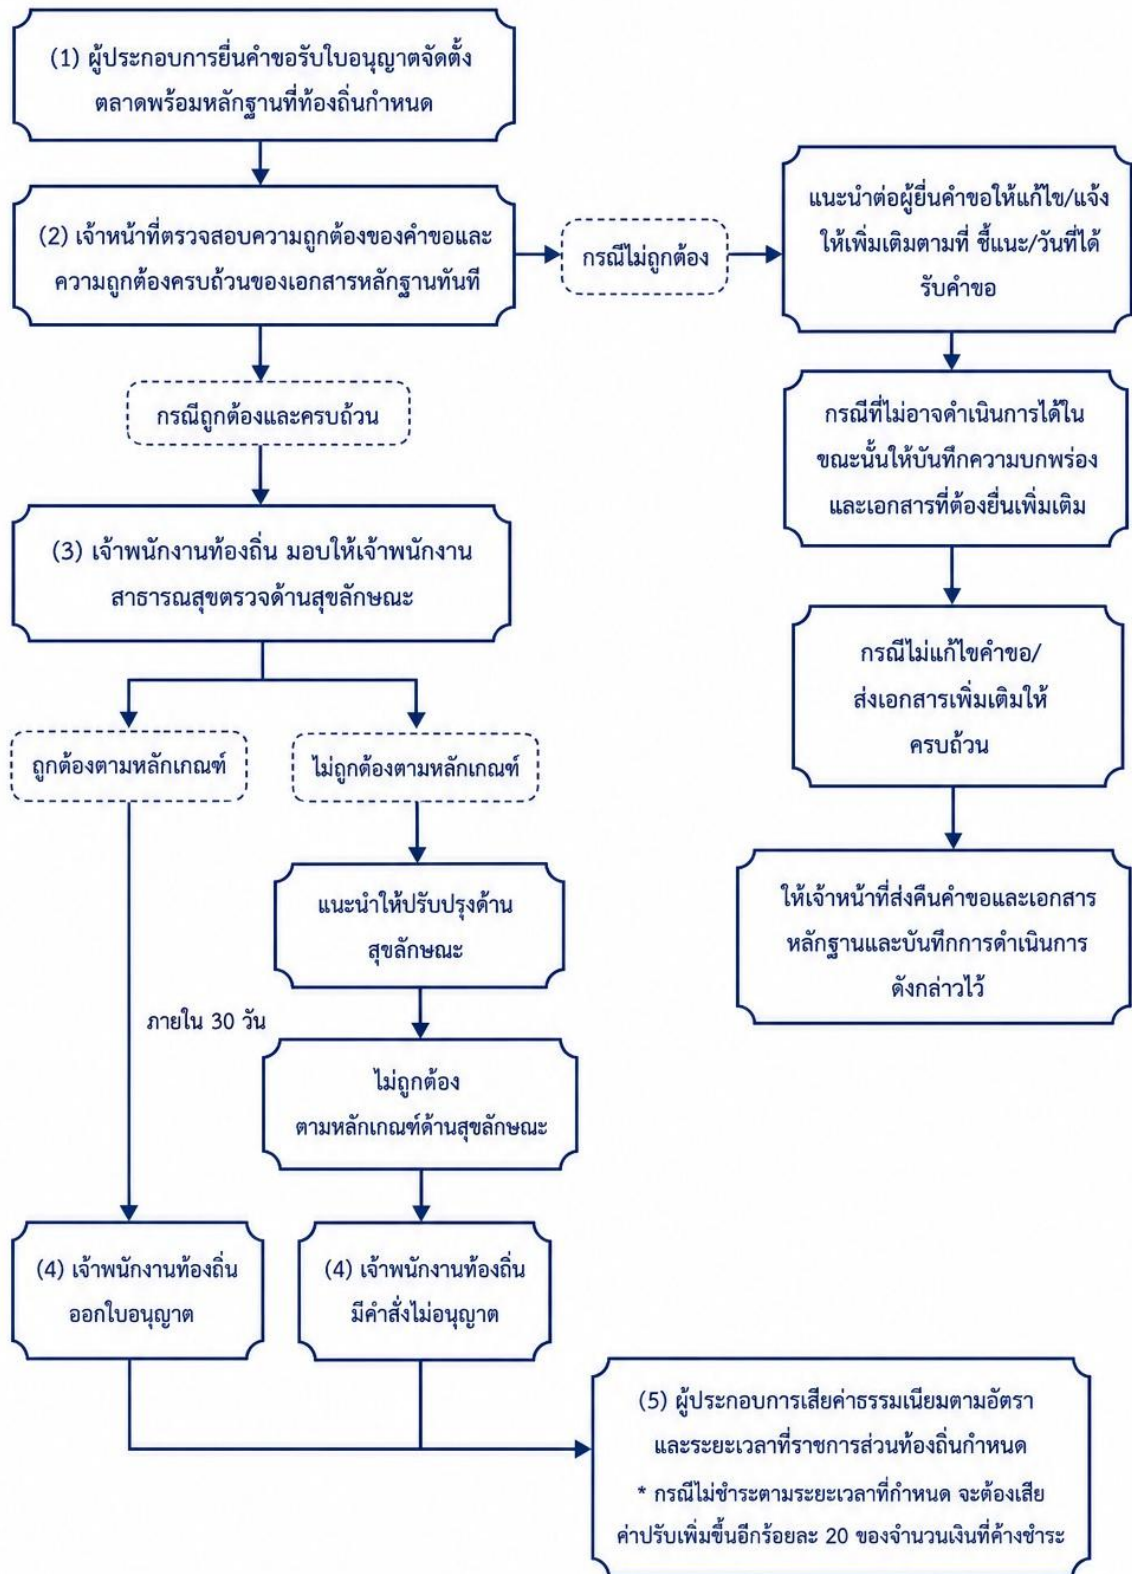 (1) ผู้ประกอบการยื่นคำขอรับใบอนุญาตจัดตั้ง
ตลาดพร้อมหลักฐานที่ท้องถิ่นกำหนด
(2) เจ้าหน้าที่ตรวจสอบความถูกต้องของคำขอและ
ความถูกต้องครบถ้วนของเอกสารหลักฐานทันที
กรณีไม่ถูกต้อง
แนะนำต่อผู้ยื่นคำขอให้แก้ไข/แจ้ง
ให้เพิ่มเติมตามที่ ชี้แนะ/วันที่ได้
รับคำขอ
กรณีถูกต้องและครบถ้วน
กรณีที่ไม่อาจดำเนินการได้ใน
ขณะนั้นให้บันทึกความบกพร่อง
และเอกสารที่ต้องยื่นเพิ่มเติม
(3) เจ้าพนักงานท้องถิ่น มอบให้เจ้าพนักงาน
สาธารณสุขตรวจด้านสุขลักษณะ
กรณีไม่แก้ไขคำขอ/
ส่งเอกสารเพิ่มเติมให้
ครบถ้วน
ถูกต้องตามหลักเกณฑ์
ไม่ถูกต้องตามหลักเกณฑ์
แนะนำให้ปรับปรุงด้าน
สุขลักษณะ
ให้เจ้าหน้าที่ส่งคืนคำขอและเอกสาร
หลักฐานและบันทึกการดำเนินการ
ดังกล่าวไว้
ภายใน 30 วัน
ไม่ถูกต้อง
ตามหลักเกณฑ์ด้านสุขลักษณะ
(4) เจ้าพนักงานท้องถิ่น
ออกใบอนุญาต
(4) เจ้าพนักงานท้องถิ่น
มีคำสั่งไม่อนุญาต
(5) ผู้ประกอบการเสียค่าธรรมเนียมตามอัตรา
และระยะเวลาที่ราชการส่วนท้องถิ่นกำหนด
* กรณีไม่ชำระตามระยะเวลาที่กำหนด จะต้องเสีย
ค่าปรับเพิ่มขึ้นอีกร้อยละ 20 ของจำนวนเงินที่ค้างชำระ